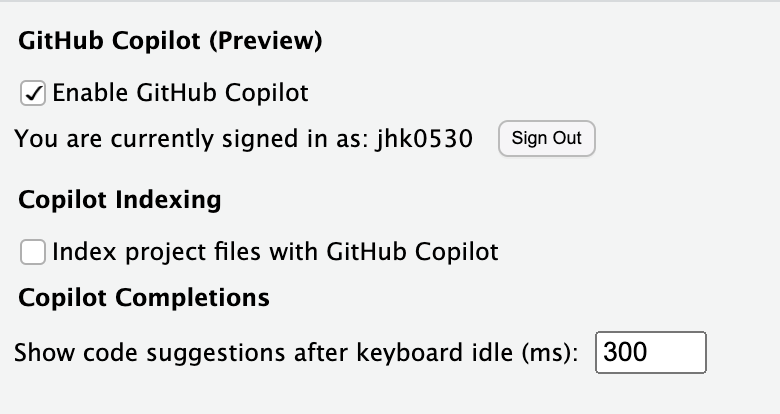 GitHub Copilot (Preview)
Enable GitHub Copilot
You are currently signed in as: jhk0530 Sign Out
Copilot Indexing
Index project files with GitHub Copilot
Copilot Completions
Show code suggestions after keyboard idle (ms): 300